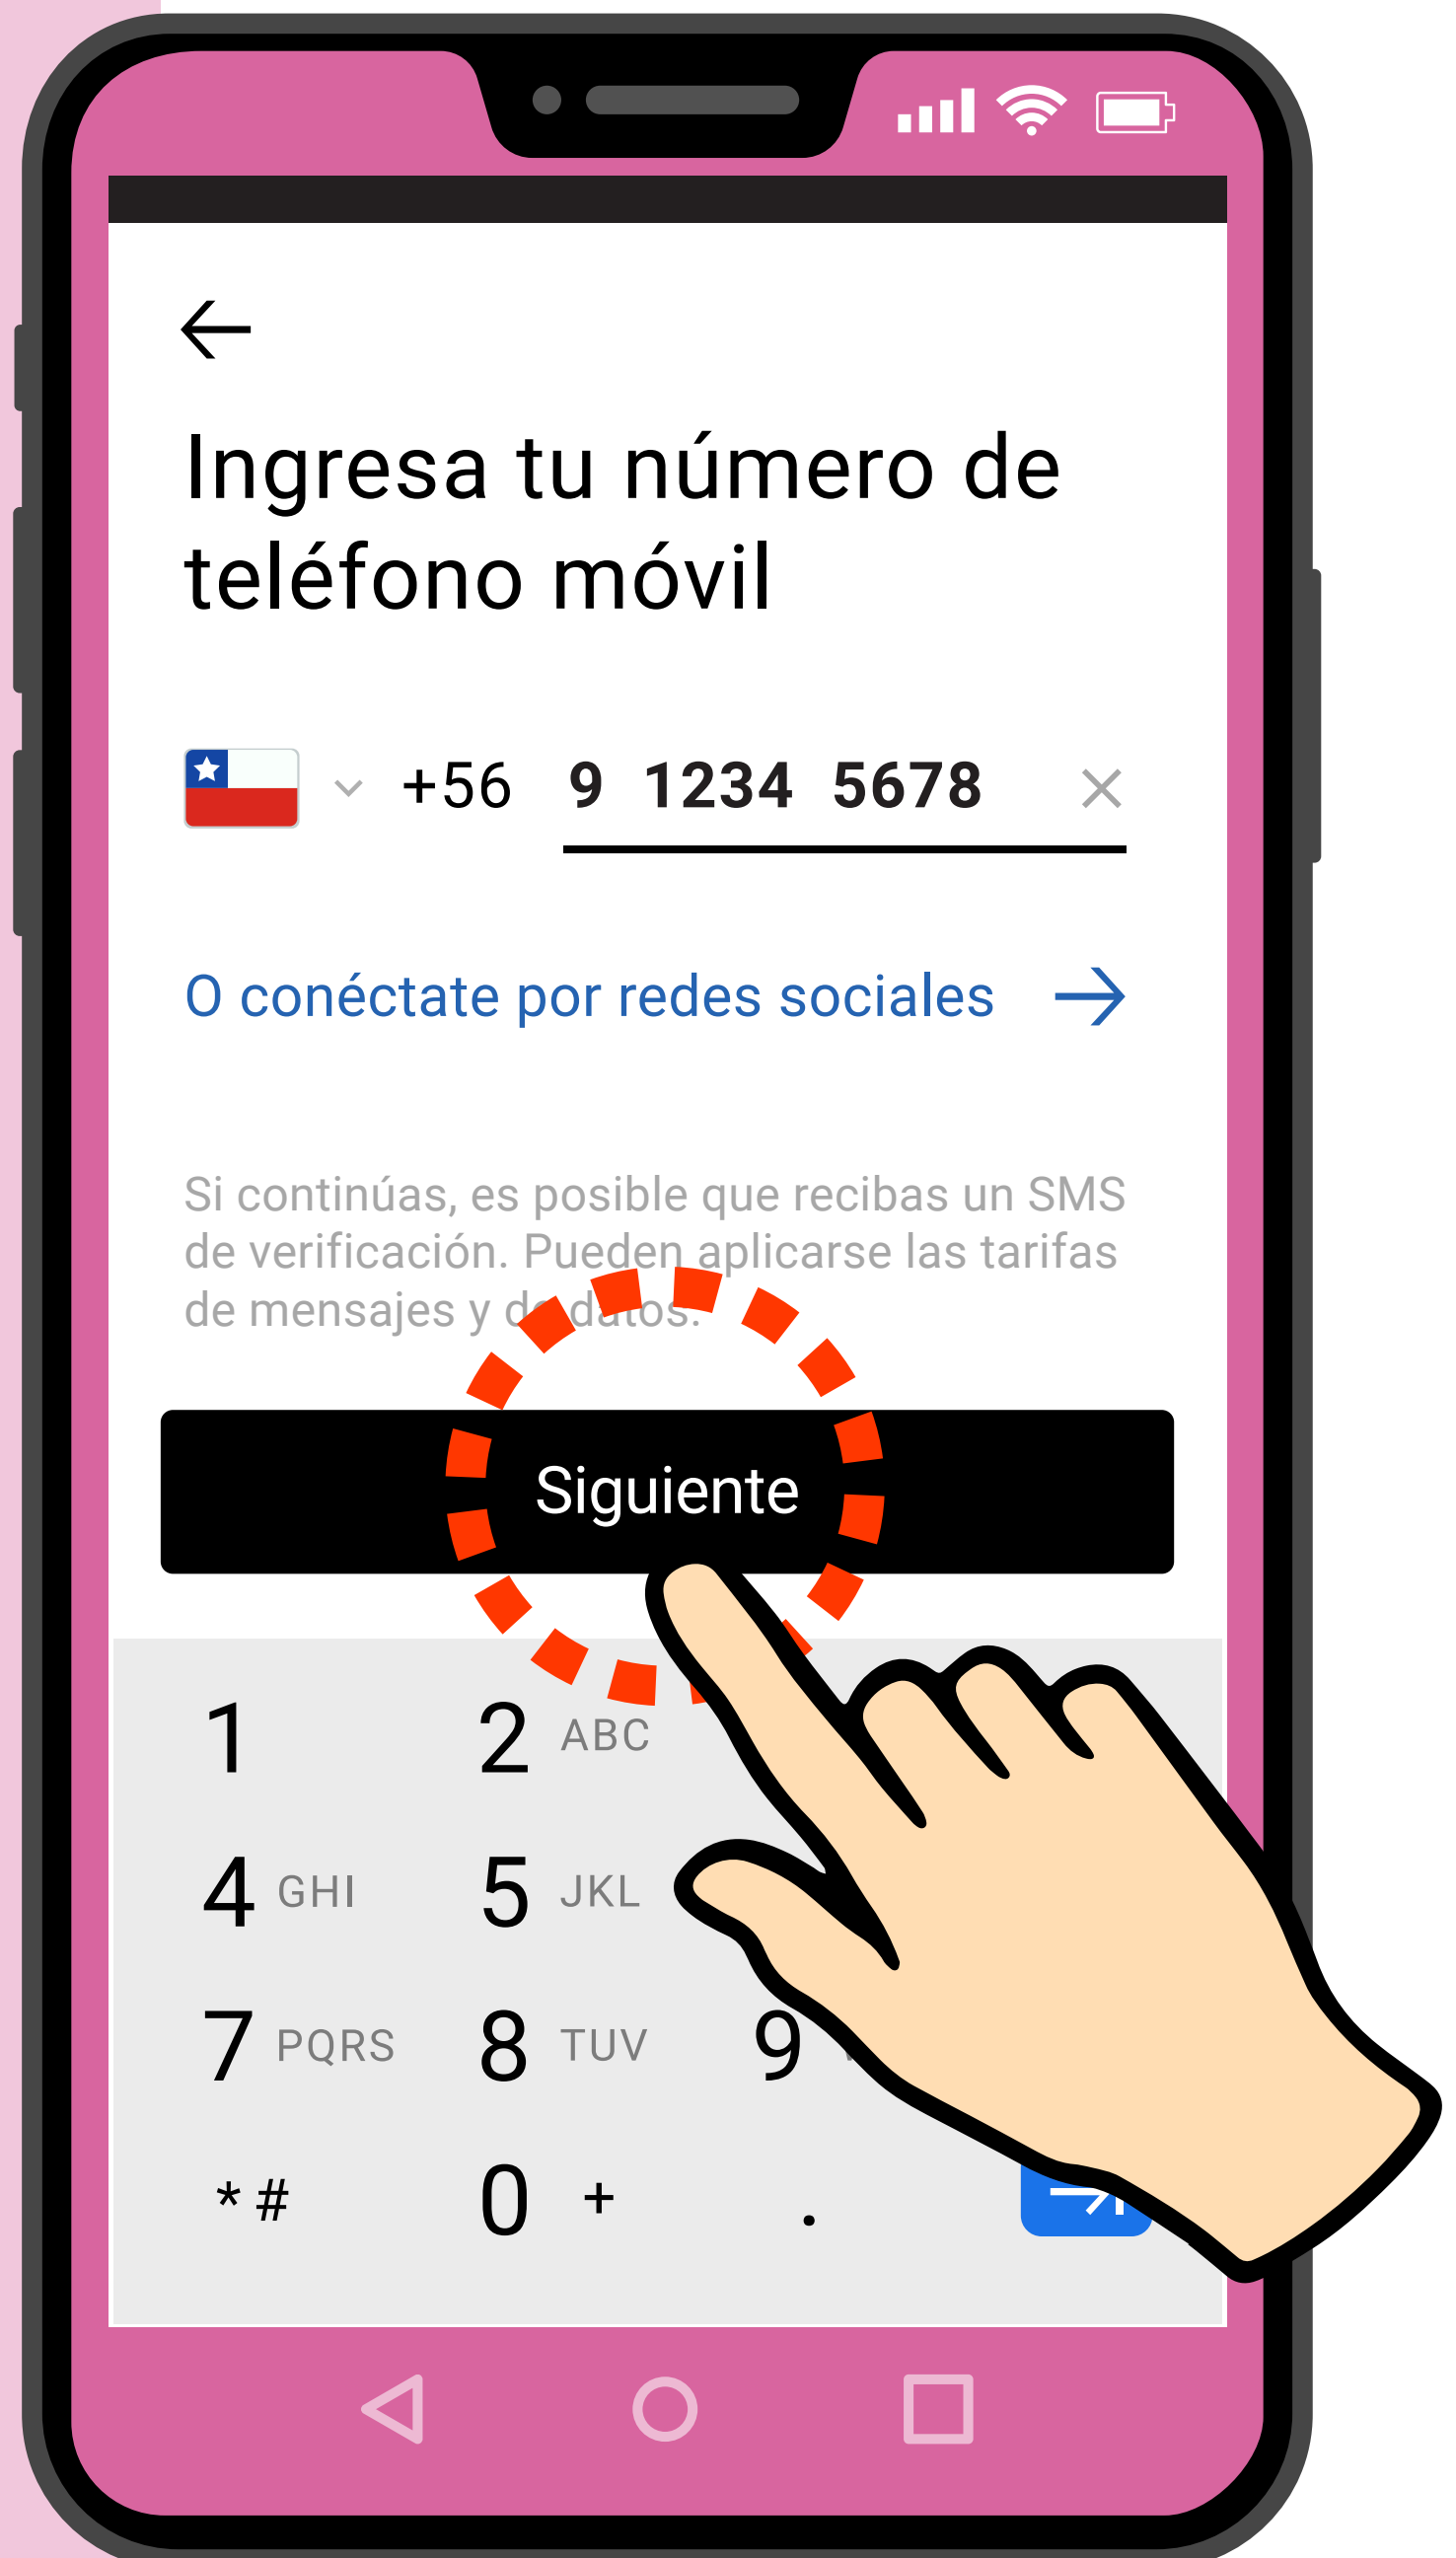 Ingresa tu número de
teléfono móvil
+56 9 1234 5678
O conéctate por redes sociales
Si continúas, es posible que recibas un SMS
de verificación. Pueden aplicarse las tarifas
de mensajes y de datos.
Siguiente
1 2 ABC
4 GHI 5 JKL
7 PQRS 8 TUV 9
*# 0 + .